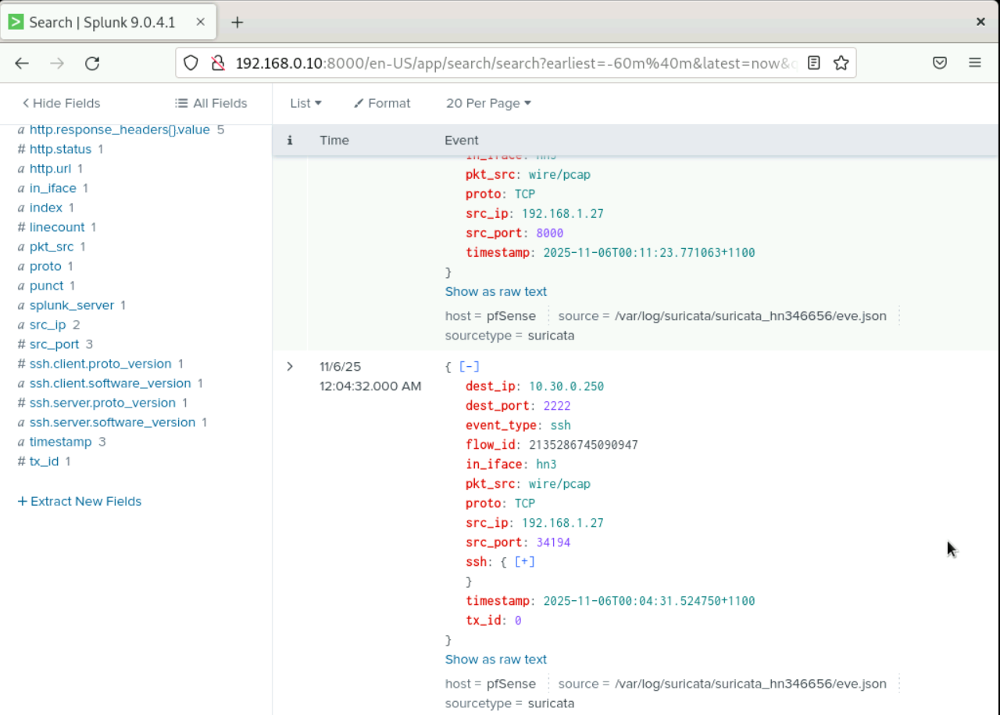 Search | Splunk 9.0.4.1
192.168.0.10:8000/en-US/app/search/search?earliest=-60m%40m&latest=now&q
Hide Fields
All Fields
List
Format
20 Per Page
a http.response_headers{}.value 5
# http.status 1
a http.url 1
a in_iface 1
a index 1
# linecount 1
a pkt_src 1
a proto 1
a punct 1
a splunk_server 1
a src_ip 2
# src_port 3
# ssh.client.proto_version 1
a ssh.client.software_version 1
# ssh.server.proto_version 1
a ssh.server.software_version 1
a timestamp 3
# tx_id 1
+ Extract New Fields
i Time Event
in_iface: hn3
pkt_src: wire/pcap
proto: TCP
src_ip: 192.168.1.27
src_port: 8000
timestamp: 2025-11-06T00:11:23.771063+1100
}
Show as raw text
host = pfSense source = /var/log/suricata/suricata_hn346656/eve.json
sourcetype = suricata
11/6/25
12:04:32.000 AM
{ [-]
dest_ip: 10.30.0.250
dest_port: 2222
event_type: ssh
flow_id: 2135286745090947
in_iface: hn3
pkt_src: wire/pcap
proto: TCP
src_ip: 192.168.1.27
src_port: 34194
ssh: { [+]
}
timestamp: 2025-11-06T00:04:31.524750+1100
tx_id: 0
}
Show as raw text
host = pfSense source = /var/log/suricata/suricata_hn346656/eve.json
sourcetype = suricata